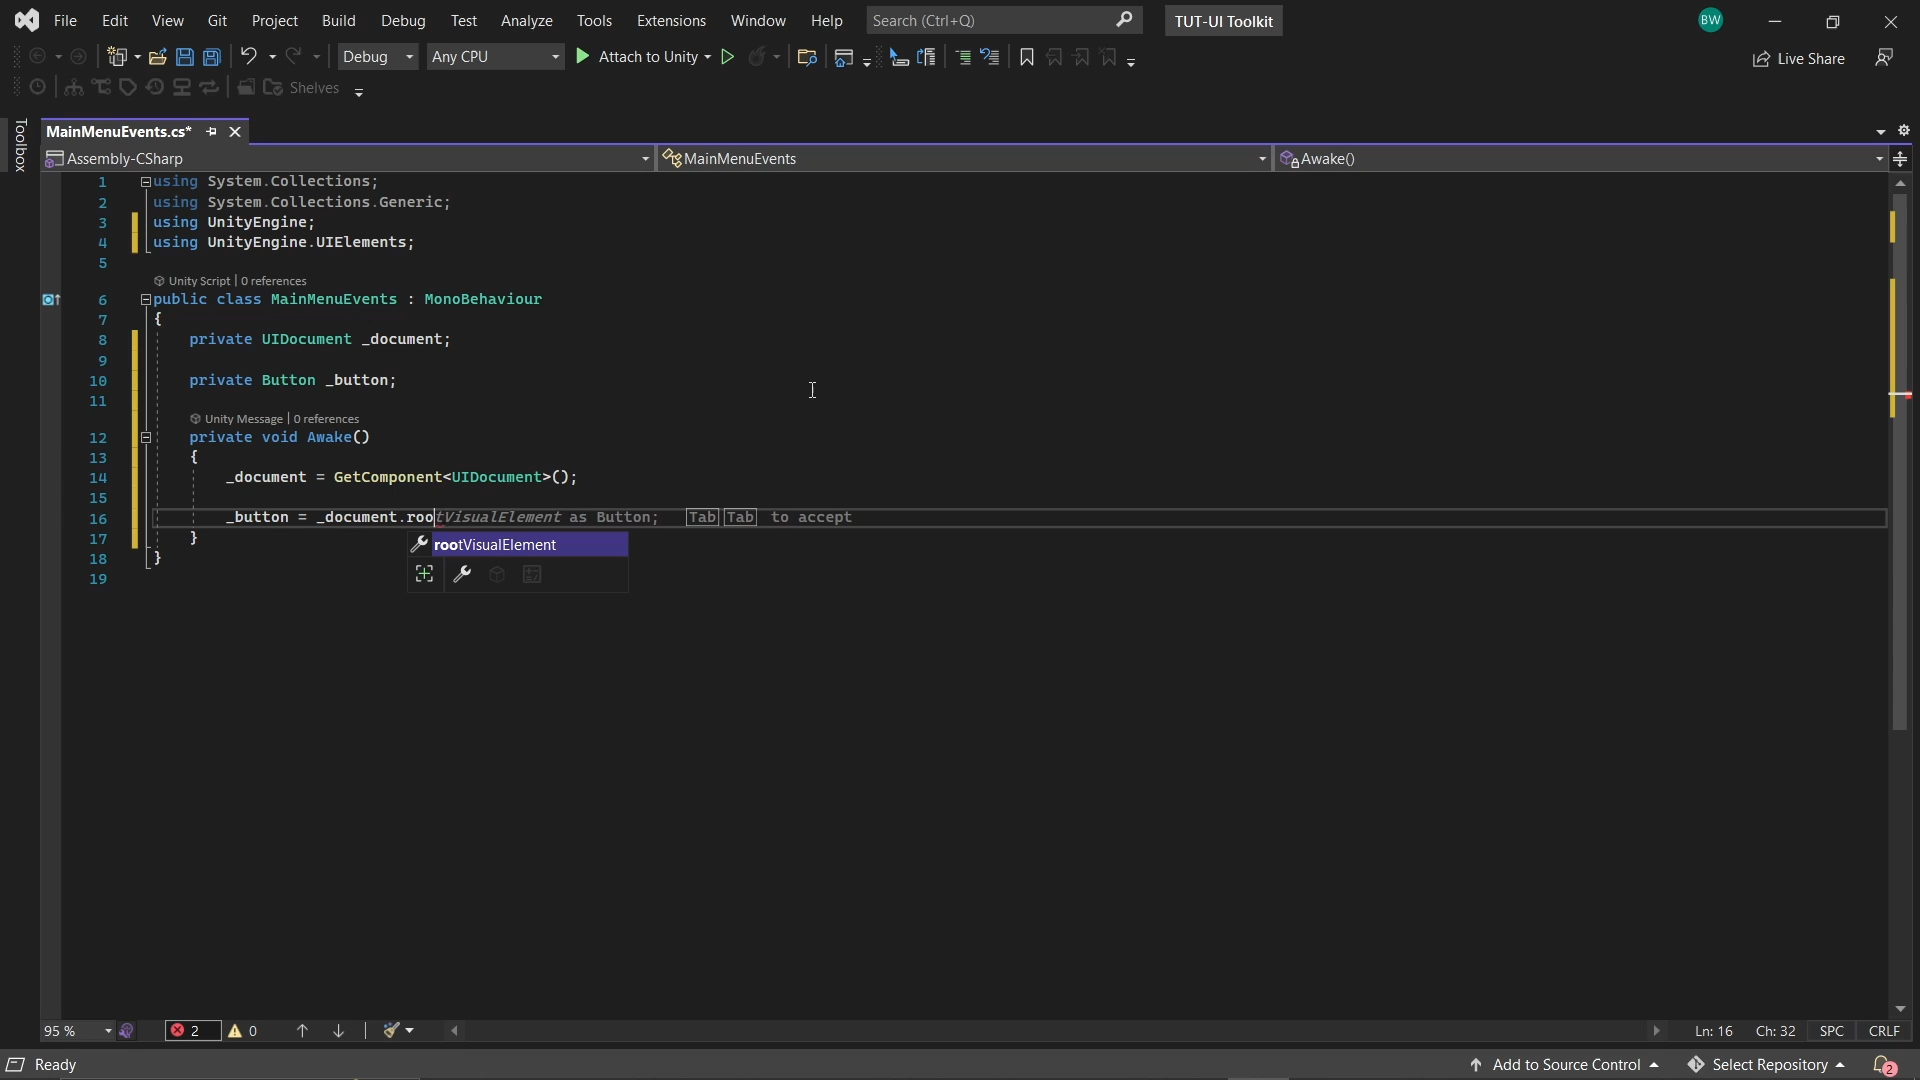 File Edit View Git Project Build Debug Test Analyze Tools Extensions Window Help Search (Ctrl+Q) TUT-UI Toolkit BW
Debug Any CPU Attach to Unity Live Share
Shelves
Toolbox
MainMenuEvents.cs*
Assembly-CSharp MainMenuEvents Awake()
1 using System.Collections;
2 using System.Collections.Generic;
3 using UnityEngine;
4 using UnityEngine.UIElements;
5
Unity Script | 0 references
6 public class MainMenuEvents : MonoBehaviour
7 {
8 private UIDocument _document;
9
10 private Button _button;
11
Unity Message | 0 references
12 private void Awake()
13 {
14 _document = GetComponent<UIDocument>();
15
16 _button = _document.rootVisualElement as Button; Tab Tab to accept
17 }
rootVisualElement
18 }
19
95 % 2 0 Ln: 16 Ch: 32 SPC CRLF
Ready Add to Source Control Select Repository 2